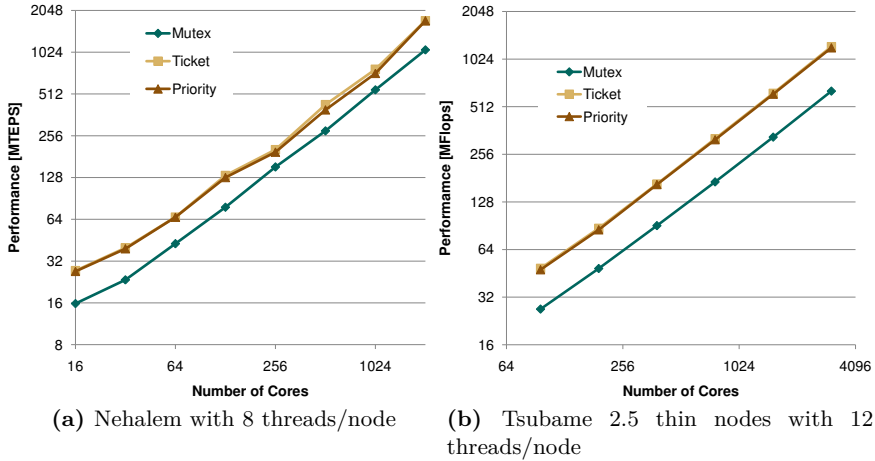 2048
1024
512
256
128
64
32
16
8
Performance [MTEPS]
Mutex
Ticket
Priority
16
64
256
1024
Number of Cores
(a) Nehalem with 8 threads/node
2048
1024
512
256
128
64
32
16
Performamce [MFlops]
Mutex
Ticket
Priority
64
256
1024
4096
Number of Cores
(b) Tsubame 2.5 thin nodes with 12
threads/node